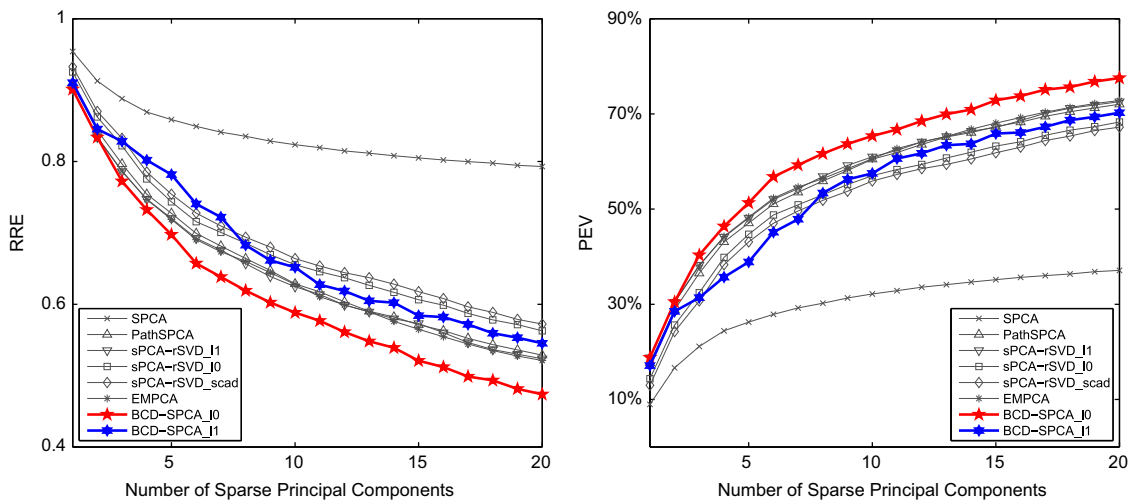 1
0.8
0.6
0.4
RRE
5
10
15
20
Number of Sparse Principal Components
SPCA
PathSPCA
sPCA−rSVD_l1
sPCA−rSVD_l0
sPCA−rSVD_scad
EMPCA
BCD−SPCA_l0
BCD−SPCA_l1
90%
70%
50%
30%
10%
PEV
5
10
15
20
Number of Sparse Principal Components
SPCA
PathSPCA
sPCA−rSVD_l1
sPCA−rSVD_l0
sPCA−rSVD_scad
EMPCA
BCD−SPCA_l0
BCD−SPCA_l1